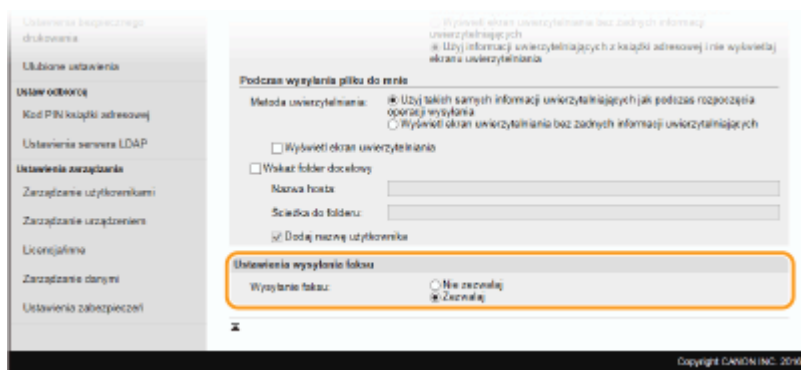 Ustawienia bezpiecznego
drukowania
Ulubione ustawienia
Ustaw odbiorcę
Kod PIN książki adresowej
Ustawienia serwera LDAP
Ustawienia zarządzania
Zarządzanie użytkownikami
Zarządzanie urządzeniem
Licencja/Inne
Zarządzanie danymi
Ustawienia zabezpieczeń
Wyświetl ekran uwierzytelniania bez żadnych informacji
uwierzytelniających
Użyj informacji uwierzytelniających z książki adresowej i nie wyświetlaj
ekranu uwierzytelniania
Podczas wysyłania pliku do mnie
Metoda uwierzytelniania:
Użyj takich samych informacji uwierzytelniających jak podczas rozpoczęcia
operacji wysyłania
Wyświetl ekran uwierzytelniania bez żadnych informacji uwierzytelniających
Wyświetl ekran uwierzytelniania
Wskaż folder docelowy
Nazwa hosta:
Ścieżka do folderu:
Dodaj nazwę użytkownika
Ustawienia wysyłania faksu
Wysyłanie faksu:
Nie zezwalaj
Zezwalaj
Copyright CANON INC. 2016